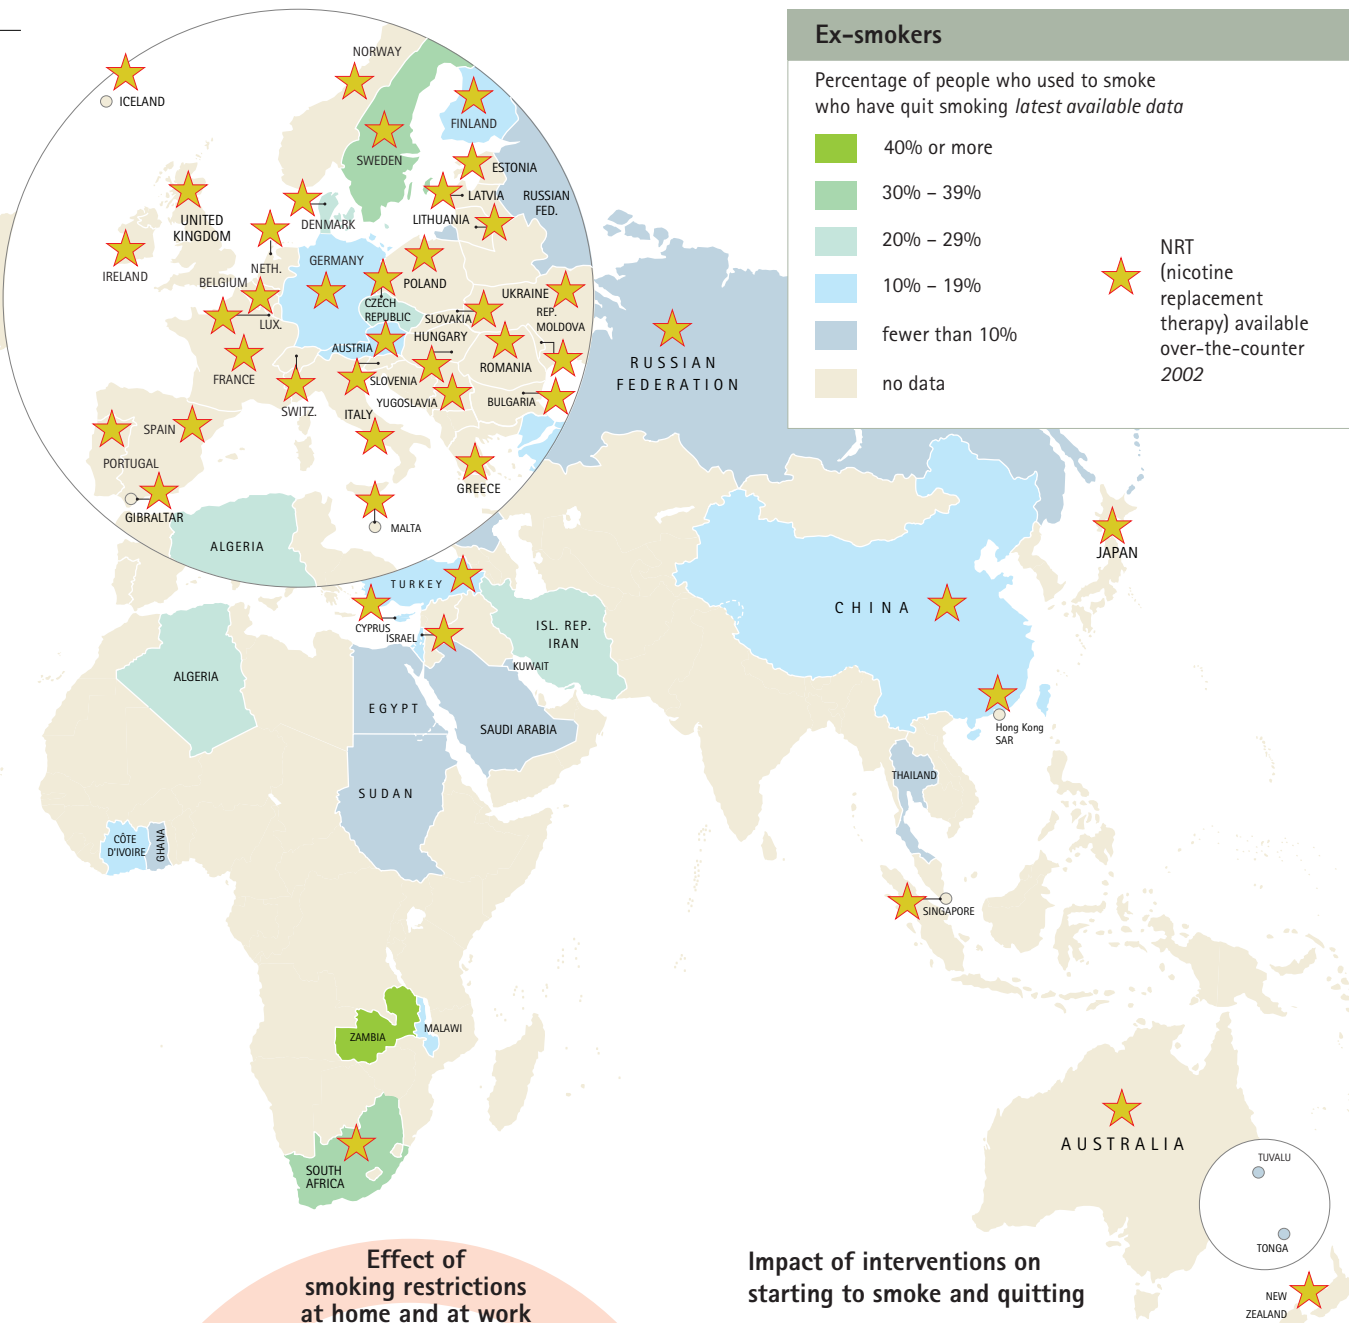 Ex-smokers
Percentage of people who used to smoke
who have quit smoking latest available data
40% or more
30% – 39%
20% – 29%
10% – 19%
fewer than 10%
no data
NRT
(nicotine
replacement
therapy) available
over-the-counter
2002
NORWAY
ICELAND
FINLAND
SWEDEN
ESTONIA
LATVIA
RUSSIAN
FED.
LITHUANIA
UNITED
KINGDOM
DENMARK
IRELAND
NETH.
GERMANY
BELGIUM
POLAND
CZECH
REPUBLIC
UKRAINE
SLOVAKIA
REP.
MOLDOVA
LUX.
AUSTRIA
HUNGARY
FRANCE
SLOVENIA
ROMANIA
SWITZ.
YUGOSLAVIA
BULGARIA
ITALY
SPAIN
PORTUGAL
GREECE
GIBRALTAR
MALTA
ALGERIA
RUSSIAN
FEDERATION
TURKEY
CYPRUS
ISRAEL
ISL. REP.
IRAN
KUWAIT
CHINA
JAPAN
Hong Kong
SAR
ALGERIA
EGYPT
SAUDI ARABIA
SUDAN
THAILAND
CÔTE
D'IVOIRE
GHANA
SINGAPORE
ZAMBIA
MALAWI
SOUTH
AFRICA
AUSTRALIA
TUVALU
TONGA
NEW
ZEALAND
Effect of
smoking restrictions
at home and at work
Impact of interventions on
starting to smoke and quitting